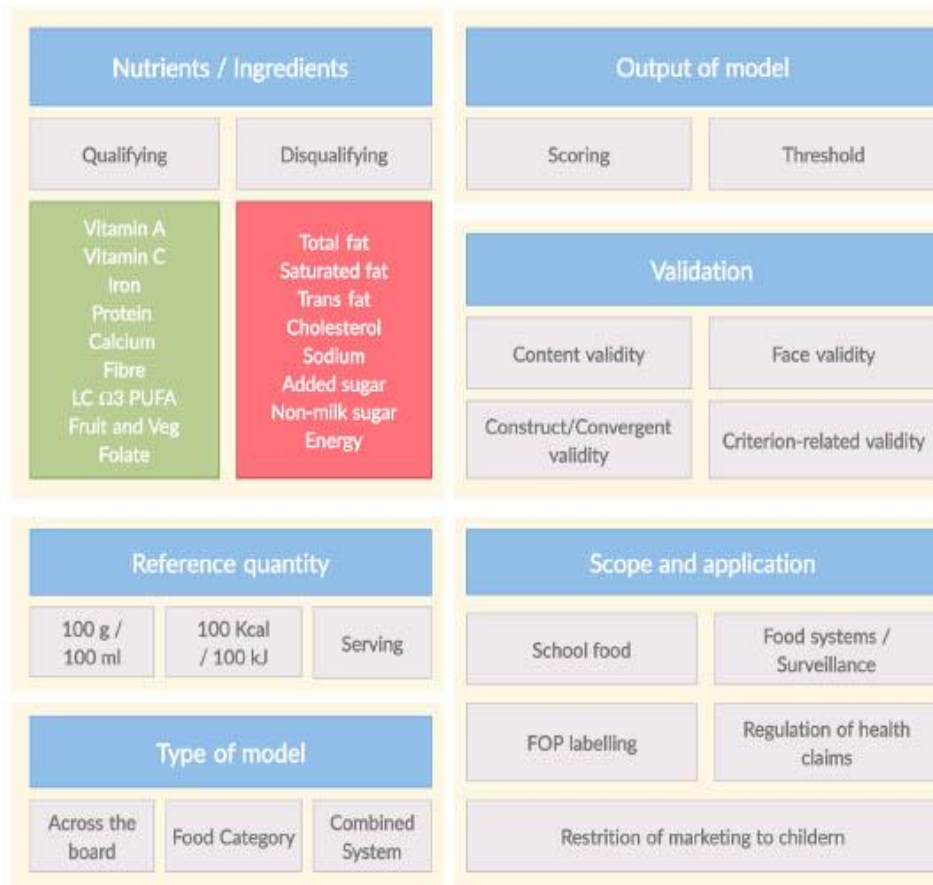 Nutrients / Ingredients
Qualifying
Disqualifying
Vitamin A
Vitamin C
Iron
Protein
Calcium
Fibre
LC Ω3 PUFA
Fruit and Veg
Folate
Total fat
Saturated fat
Trans fat
Cholesterol
Sodium
Added sugar
Non-milk sugar
Energy
Output of model
Scoring
Threshold
Validation
Content validity
Face validity
Construct/Convergent
validity
Criterion-related validity
Reference quantity
100 g /
100 ml
100 Kcal
/ 100 kJ
Serving
Type of model
Across the
board
Food Category
Combined
System
Scope and application
School food
Food systems /
Surveillance
FOP labelling
Regulation of health
claims
Restrition of marketing to childern